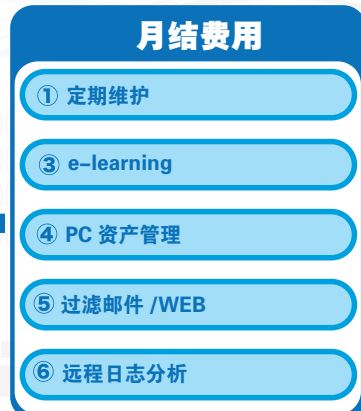 月结费用
① 定期维护
③ e-learning
④ PC 资产管理
⑤ 过滤邮件 /WEB
⑥ 远程日志分析